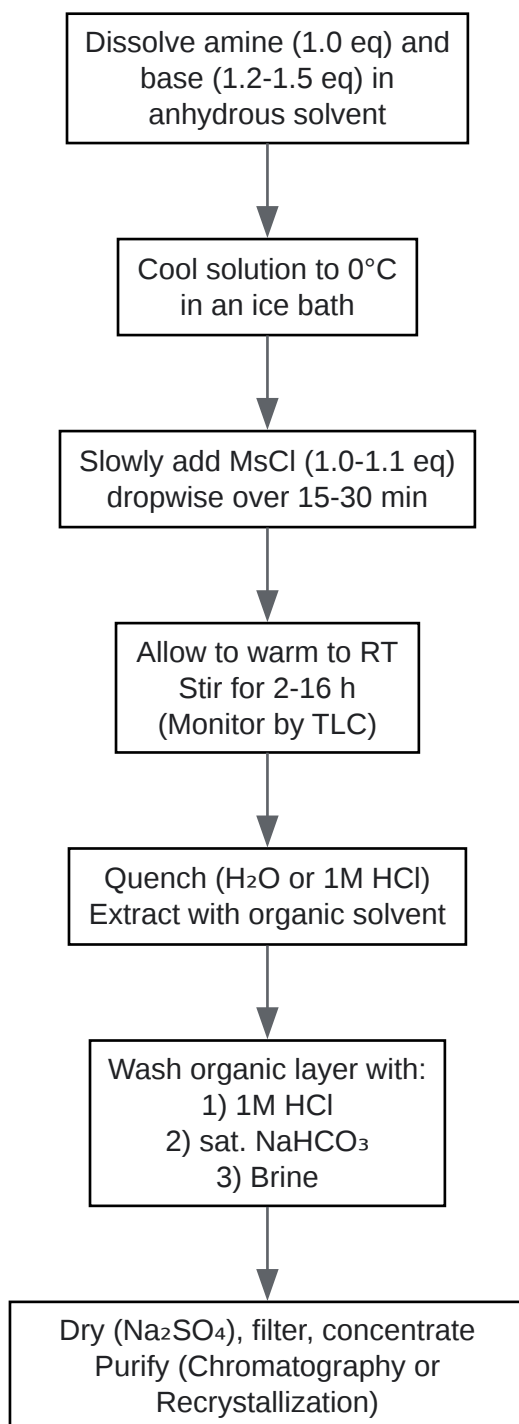 Dissolve amine (1.0 eq) and
base (1.2-1.5 eq) in
anhydrous solvent
Cool solution to 0°C
in an ice bath
Slowly add MsCl (1.0-1.1 eq)
dropwise over 15-30 min
Allow to warm to RT
Stir for 2-16 h
(Monitor by TLC)
Quench (H₂O or 1M HCl)
Extract with organic solvent
Wash organic layer with:
1) 1M HCl
2) sat. NaHCO₃
3) Brine
Dry (Na₂SO₄), filter, concentrate
Purify (Chromatography or
Recrystallization)